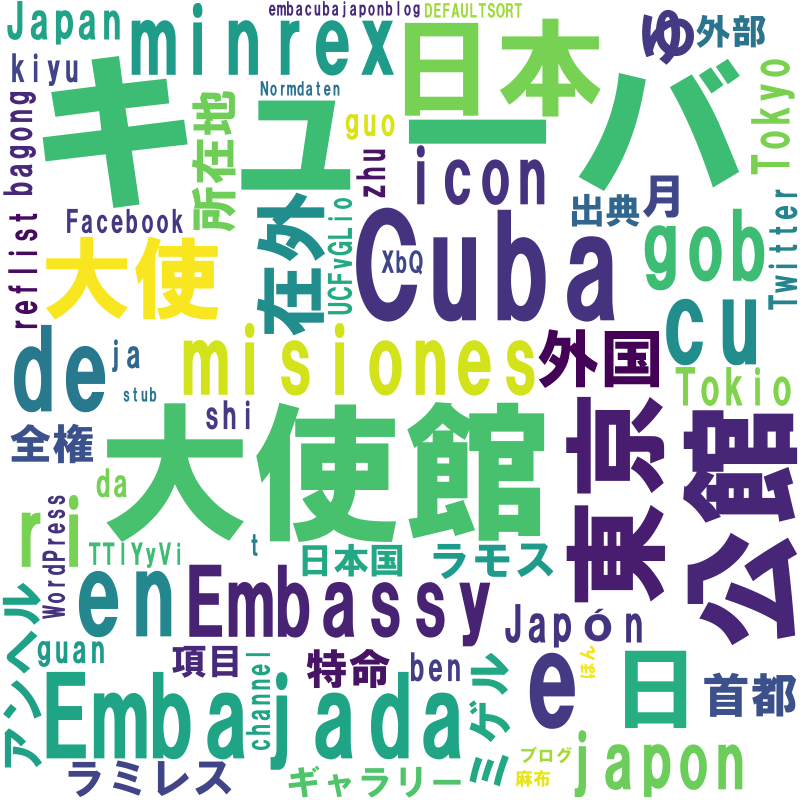 embacubajaponblog
DEFAULTSORT
Japan
minrex
日本
ゆ
外部
kiyu
キューバ
Normdaten
Tokyo
bagong
所在地
guo
zhu
icon
出典
月
reflist
Facebook
在外
UCFvGLio
Cuba
XbQ
gob
Twitter
大使
de
ja
stub
misiones
外国
cu
Tokio
shi
全権
大使館
東京
公館
da
ri
WordPress
TTlYyVi
t
日本国
ラモス
アンヘル
en
Embassy
Japón
guan
項目
特命
ben
channel
ほん
e
日
首都
Embajada
ミゲル
ブログ
japon
ラミレス
ギャラリー
麻布